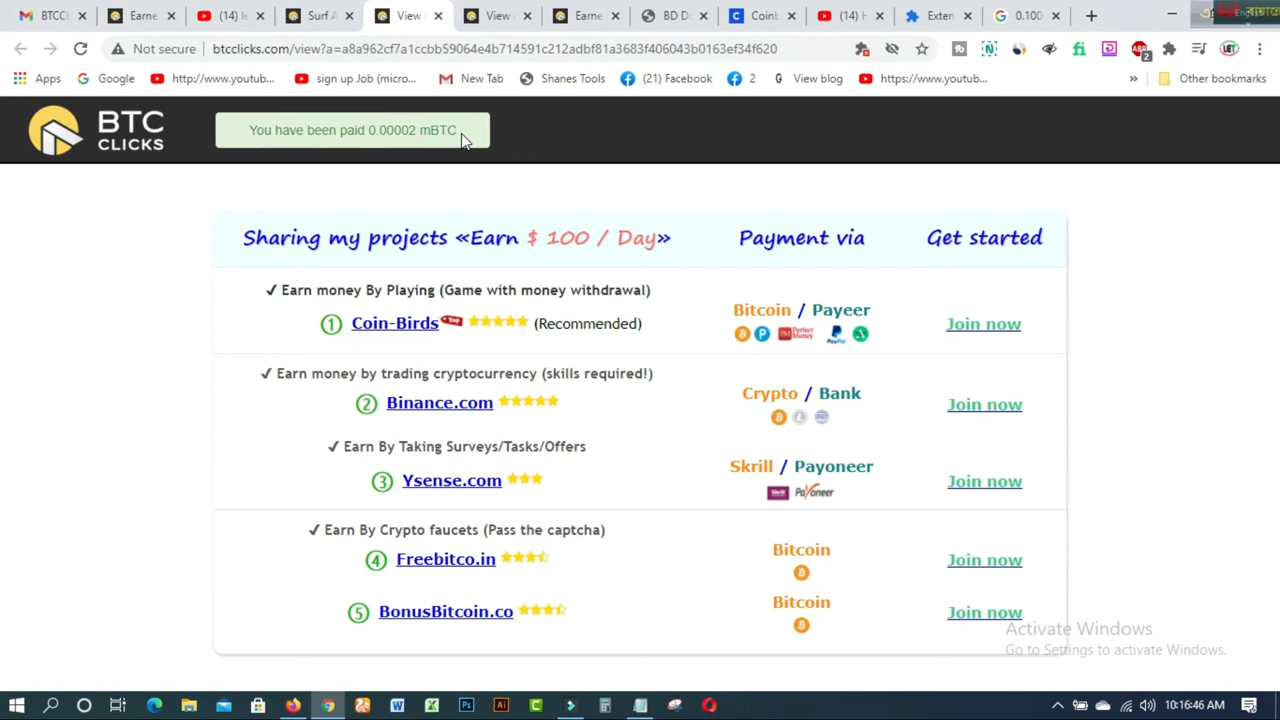 BTCCI
Earne
(14) l
Surf A
View
View
Earne
BD D
Coinb
(14) H
Exten
0.100
Not secure
btcclicks.com/view?a=a8a962cf7a1ccbb59064e4b714591c212adbf81a3683f406043b0163ef34f620
Apps
Google
http://www.youtub...
sign up Job (micro...
New Tab
Shanes Tools
(21) Facebook
2
View blog
https://www.youtub...
Other bookmarks
BTC
CLICKS
You have been paid 0.00002 mBTC
Sharing my projects «Earn $ 100 / Day» Payment via Get started
✓ Earn money By Playing (Game with money withdrawal)
① Coin-Birds Top (Recommended) Bitcoin / Payeer Join now
Perfect Money PayPal
✓ Earn money by trading cryptocurrency (skills required!)
② Binance.com Crypto / Bank Join now
✓ Earn By Taking Surveys/Tasks/Offers
③ Ysense.com Skrill / Payoneer Join now
Skrill Payoneer
✓ Earn By Crypto faucets (Pass the captcha)
④ Freebitco.in Bitcoin Join now
⑤ BonusBitcoin.co Bitcoin Join now
Activate Windows
Go to Settings to activate Windows.
10:16:46 AM